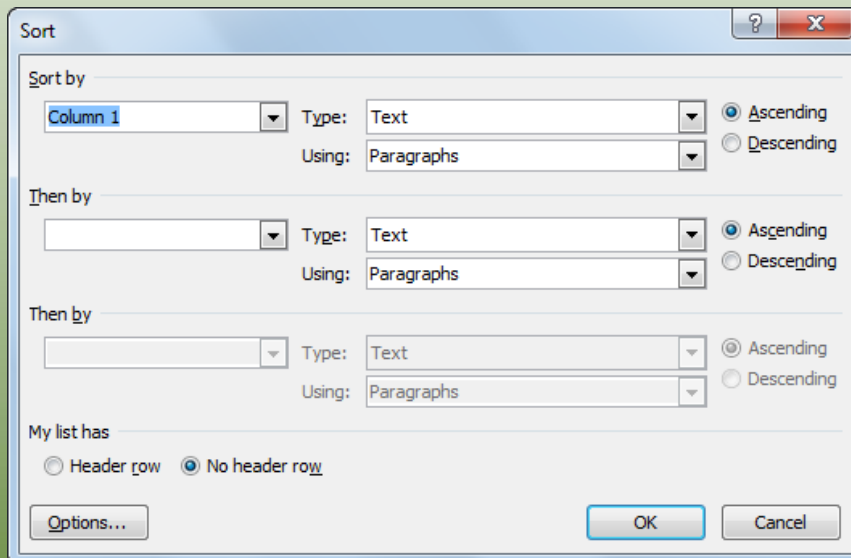 Sort
Sort by
Column 1 Type: Text Ascending
Using: Paragraphs Descending
Then by
Type: Text Ascending
Using: Paragraphs Descending
Then by
Type: Text Ascending
Using: Paragraphs Descending
My list has
Header row No header row
Options... OK Cancel